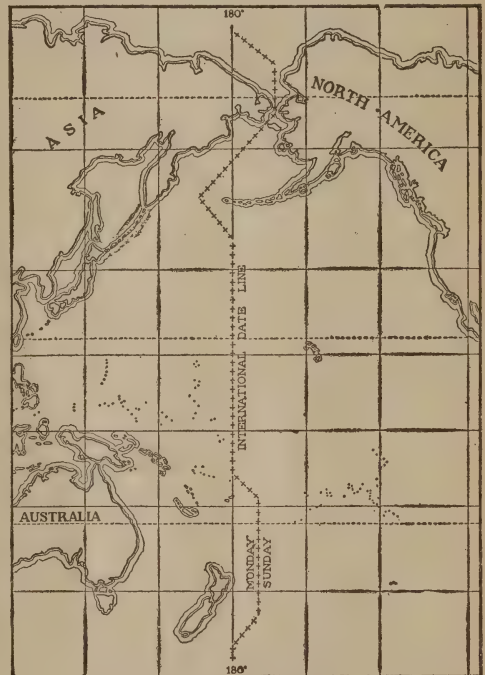 180°
NORTH AMERICA
ASIA
INTERNATIONAL DATE LINE
AUSTRALIA
MONDAY
SUNDAY
180°